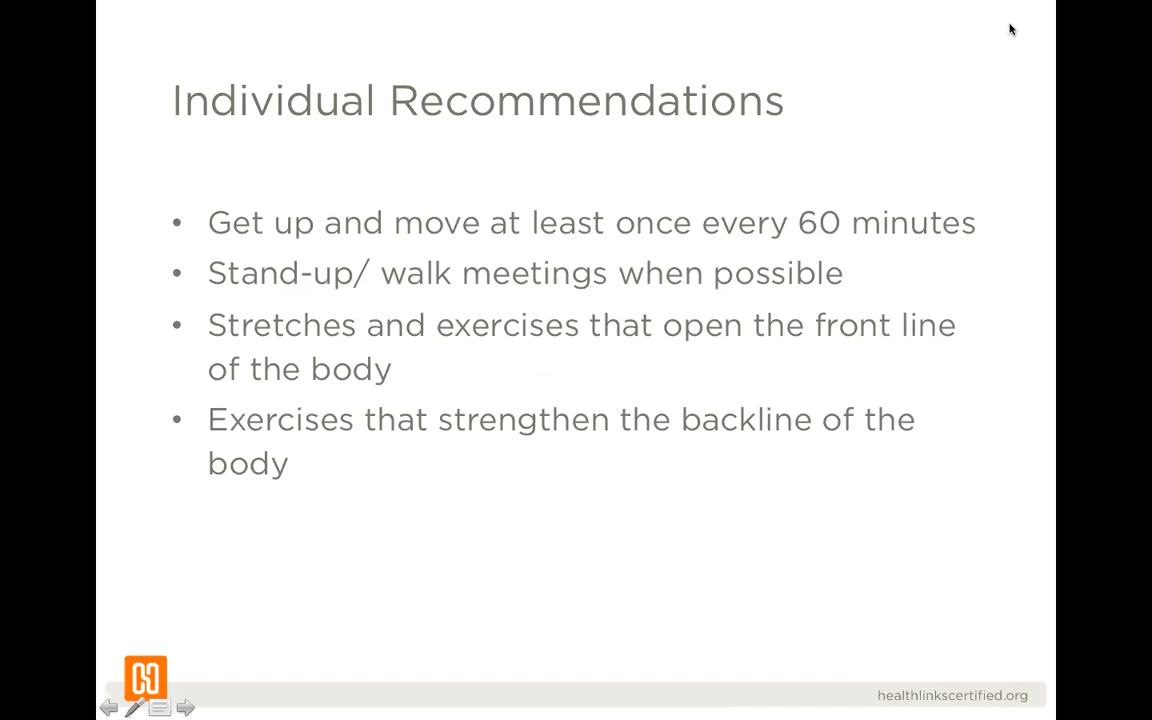 Individual Recommendations
• Get up and move at least once every 60 minutes
• Stand-up/ walk meetings when possible
• Stretches and exercises that open the front line
of the body
• Exercises that strengthen the backline of the
body
healthlinkscertified.org